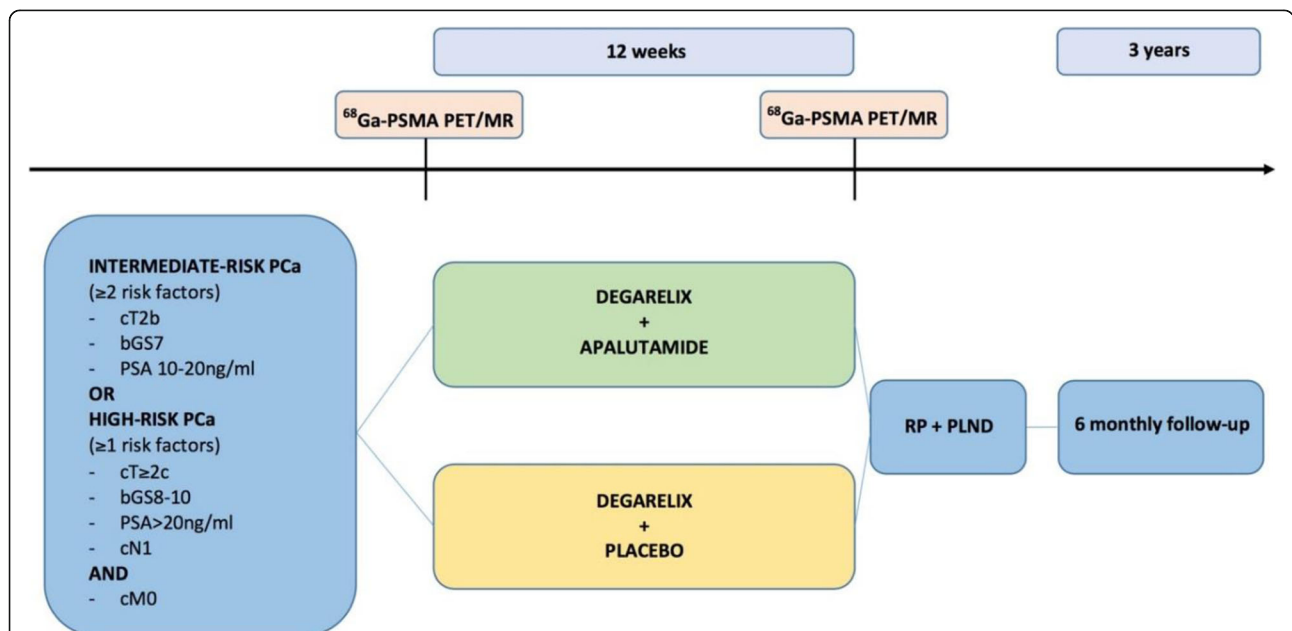 12 weeks
3 years
⁶⁸Ga-PSMA PET/MR
⁶⁸Ga-PSMA PET/MR
INTERMEDIATE-RISK PCa
(≥2 risk factors)
- cT2b
- bGS7
- PSA 10-20ng/ml
OR
HIGH-RISK PCa
(≥1 risk factors)
- cT≥2c
- bGS8-10
- PSA>20ng/ml
- cN1
AND
- cM0
DEGARELIX
+
APALUTAMIDE
DEGARELIX
+
PLACEBO
RP + PLND
6 monthly follow-up